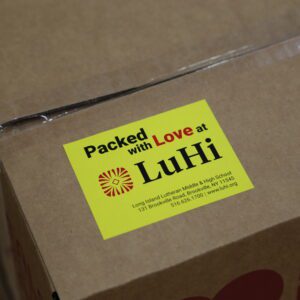 Packed
with Love at
LuHi
Long Island Lutheran Middle & High School
131 Brookville Road, Brookville, NY 11545
516.626.1700 | www.luhi.org